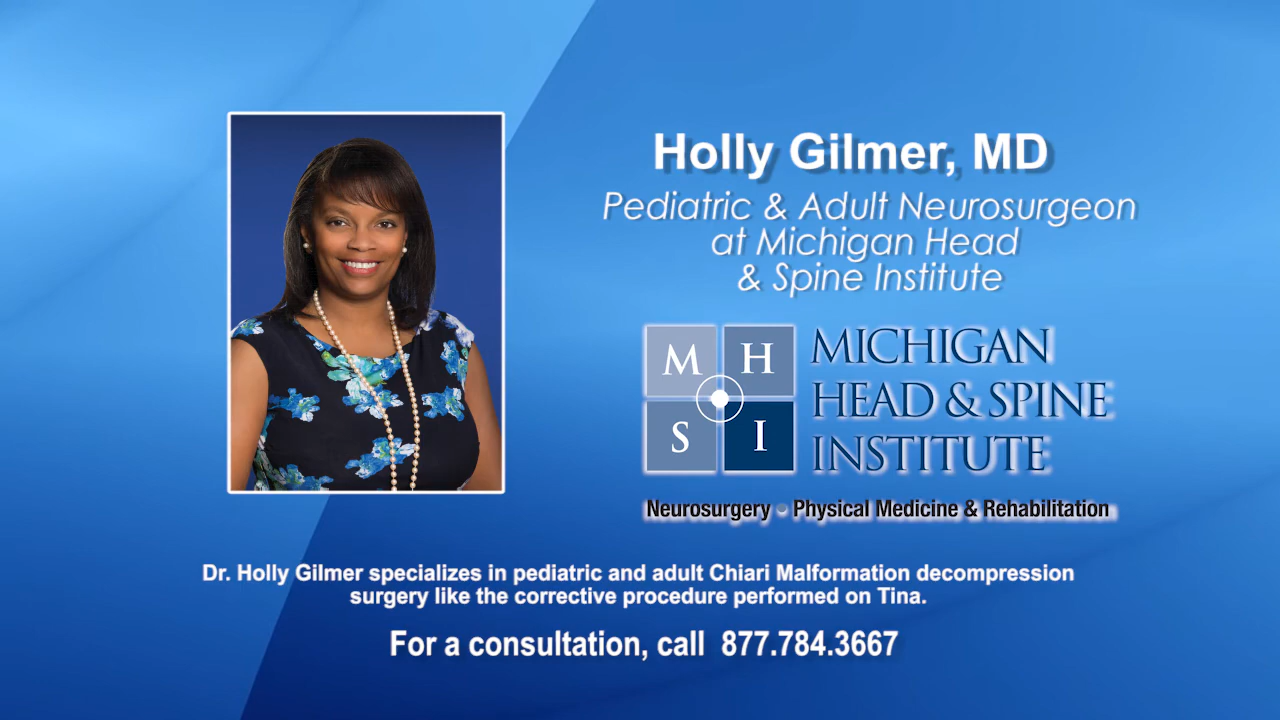 Holly Gilmer, MD
Pediatric & Adult Neurosurgeon
at Michigan Head
& Spine Institute
M H
S I
MICHIGAN
HEAD & SPINE
INSTITUTE
Neurosurgery • Physical Medicine & Rehabilitation
Dr. Holly Gilmer specializes in pediatric and adult Chiari Malformation decompression
surgery like the corrective procedure performed on Tina.
For a consultation, call 877.784.3667